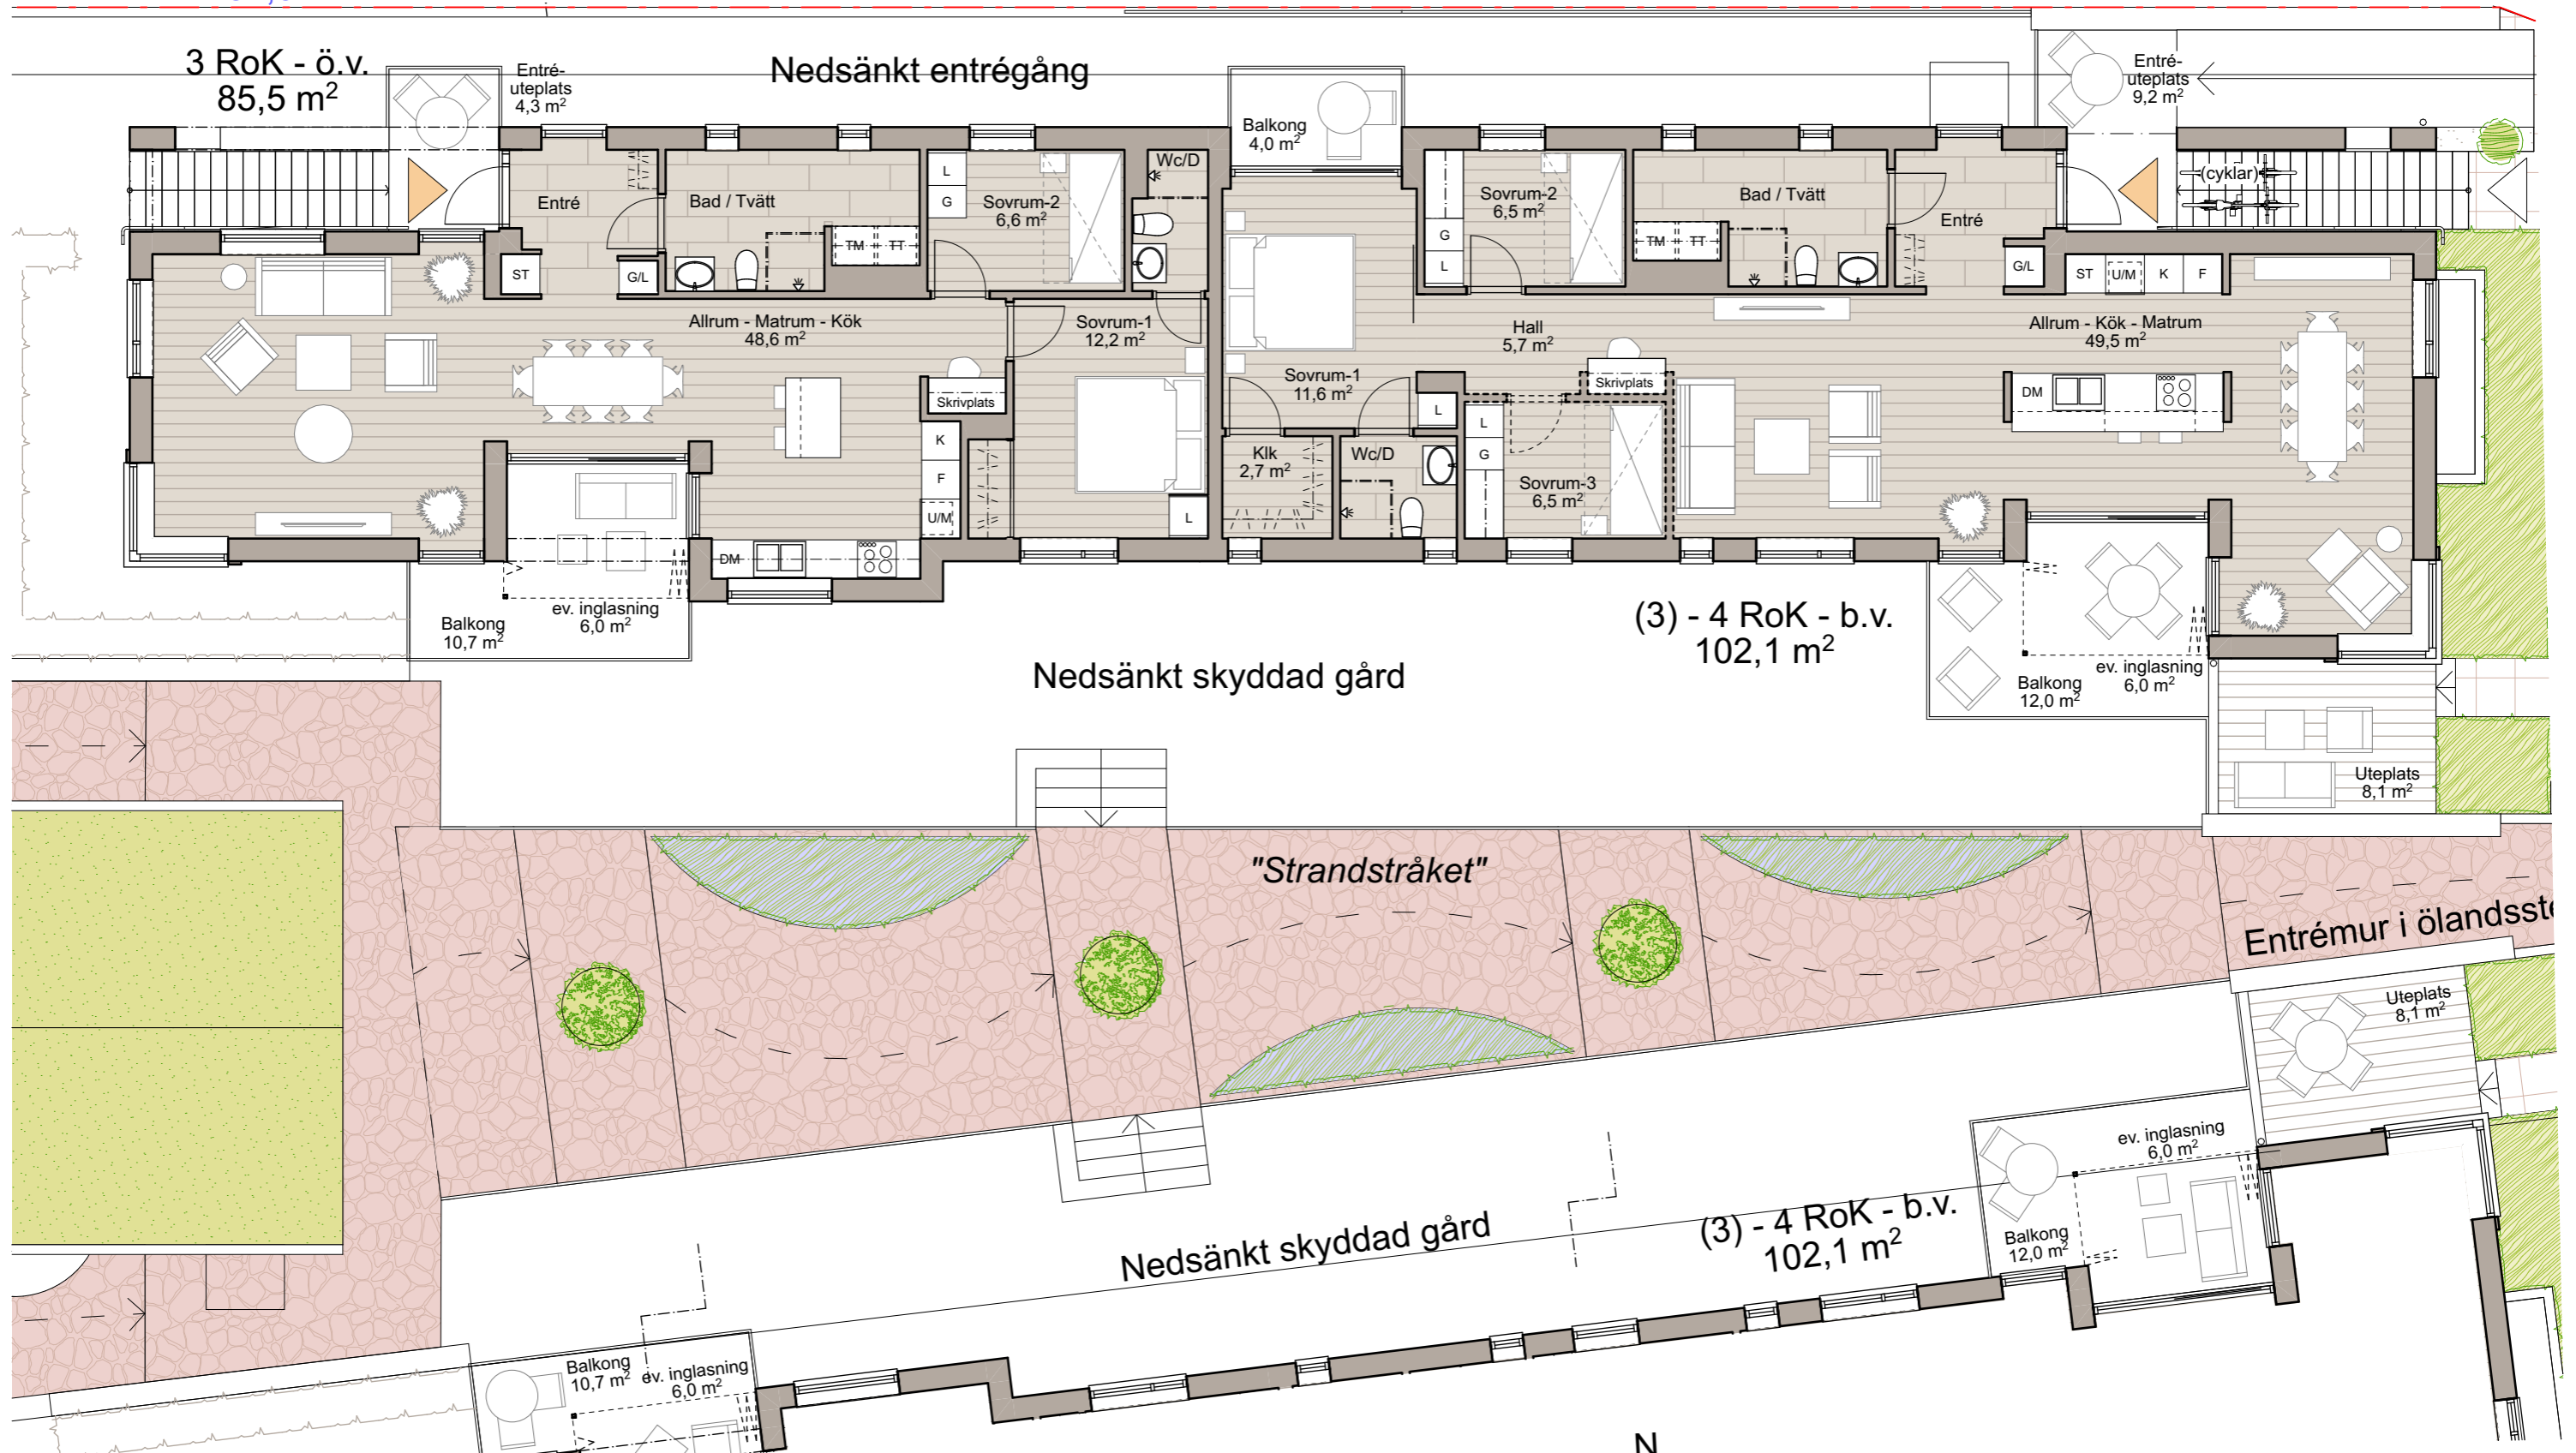 3 RoK - ö.v.
85,5 m²
Entré-
uteplats
4,3 m²
Nedsänkt entrégång
Balkong
4,0 m²
Entré-
uteplats
9,2 m²
Entré
Bad / Tvätt
L
G
Sovrum-2
6,6 m²
Wc/D
TM
TT
ST
G/L
Sovrum-2
6,5 m²
G
L
Bad / Tvätt
TM
TT
Entré
(cyklar)
G/L
ST
U/M
K
F
Allrum - Matrum - Kök
48,6 m²
Sovrum-1
12,2 m²
Skrivplats
K
F
U/M
DM
L
Hall
5,7 m²
Sovrum-1
11,6 m²
Skrivplats
L
Klk
2,7 m²
Wc/D
L
G
Sovrum-3
6,5 m²
Allrum - Kök - Matrum
49,5 m²
DM
Balkong
10,7 m²
ev. inglasning
6,0 m²
(3) - 4 RoK - b.v.
102,1 m²
Nedsänkt skyddad gård
Balkong
12,0 m²
ev. inglasning
6,0 m²
Uteplats
8,1 m²
"Strandstråket"
Entrémur i ölandsste
Uteplats
8,1 m²
ev. inglasning
6,0 m²
Balkong
12,0 m²
(3) - 4 RoK - b.v.
102,1 m²
Nedsänkt skyddad gård
Balkong
10,7 m²
ev. inglasning
6,0 m²
N